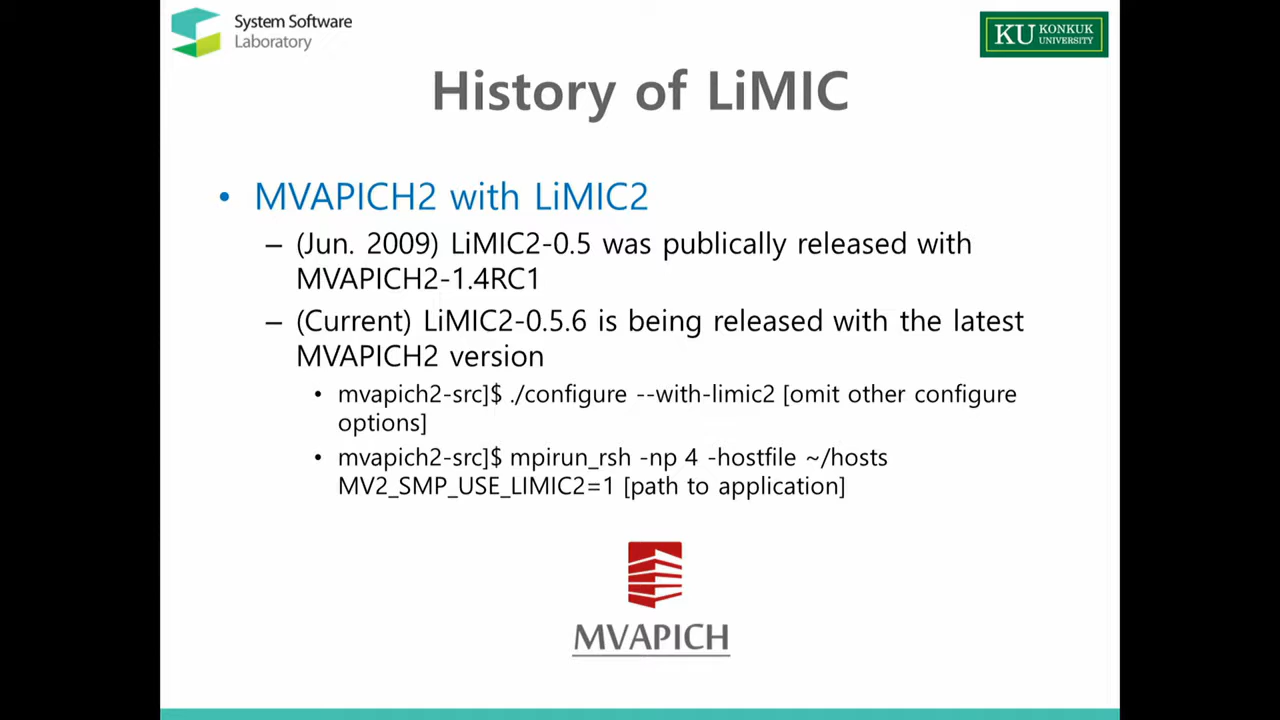 System Software
Laboratory
KU KONKUK
UNIVERSITY
History of LiMIC
• MVAPICH2 with LiMIC2
– (Jun. 2009) LiMIC2-0.5 was publically released with
MVAPICH2-1.4RC1
– (Current) LiMIC2-0.5.6 is being released with the latest
MVAPICH2 version
• mvapich2-src]$ ./configure --with-limic2 [omit other configure
options]
• mvapich2-src]$ mpirun_rsh -np 4 -hostfile ~/hosts
MV2_SMP_USE_LIMIC2=1 [path to application]
MVAPICH